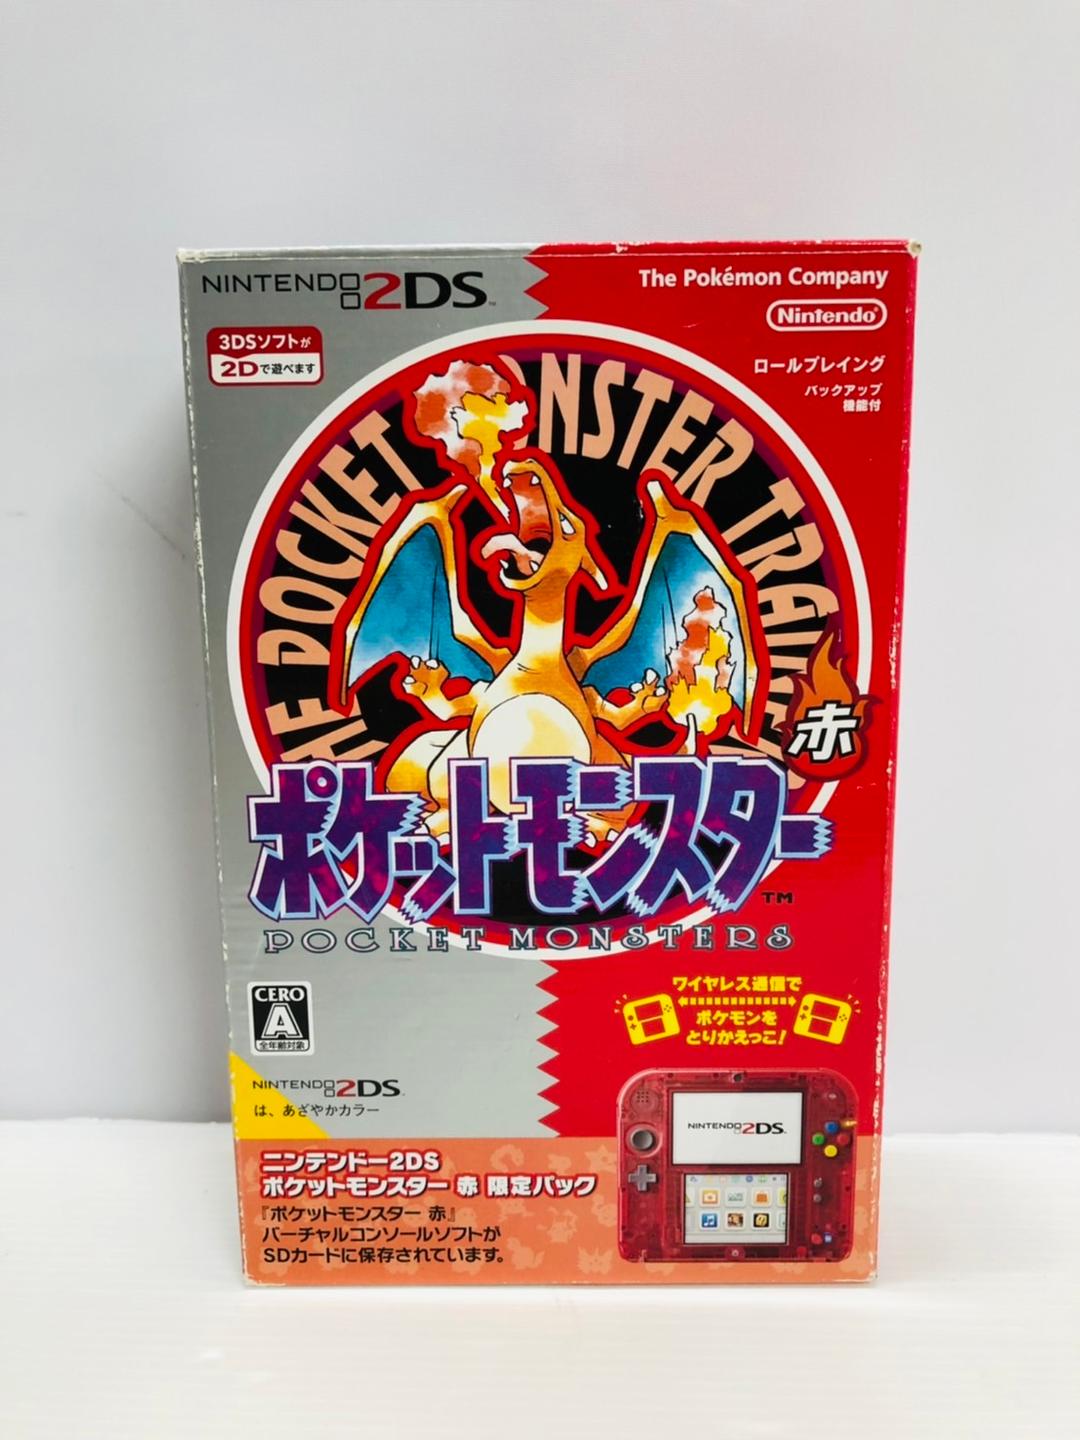 NINTENDO 2DS™
The Pokémon Company
Nintendo
3DSソフトが
2Dで遊べます
ロールプレイング
バックアップ
機能付
THE POCKET MONSTER TRAINER
赤
ポケットモンスター
TM
POCKET MONSTERS
CERO
A
全年齢対象
ワイヤレス通信で
ポケモンを
とりかえっこ!
NINTENDO 2DS™
は、あざやかカラー
NINTENDO 2DS™
ニンテンドー2DS
ポケットモンスター 赤 限定パック
『ポケットモンスター 赤』
バーチャルコンソールソフトが
SDカードに保存されています。